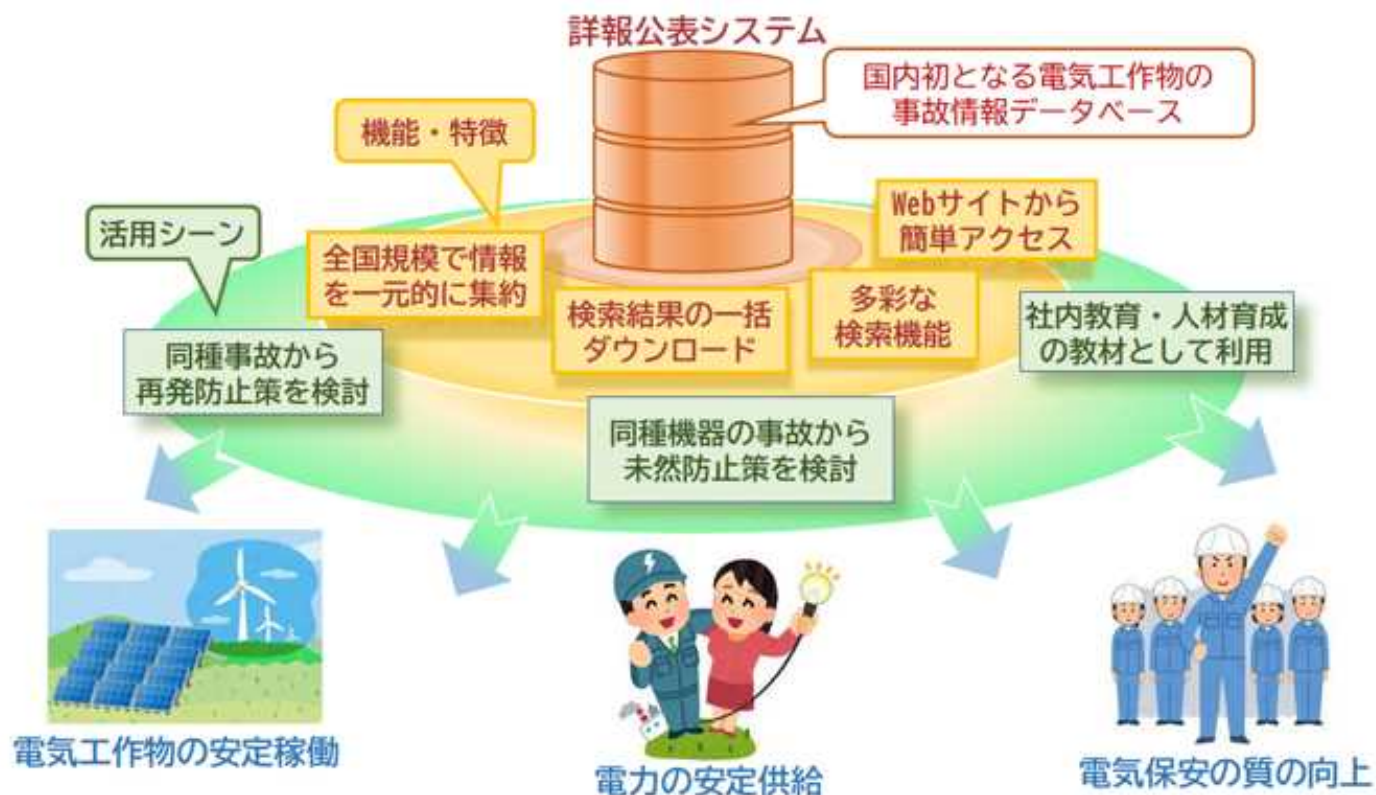 詳報公表システム
国内初となる電気工作物の
事故情報データベース
機能・特徴
活用シーン
全国規模で情報
を一元的に集約
検索結果の一括
ダウンロード
多彩な
検索機能
Webサイトから
簡単アクセス
同種事故から
再発防止策を検討
同種機器の事故から
未然防止策を検討
社内教育・人材育成
の教材として利用
電気工作物の安定稼働
電力の安定供給
電気保安の質の向上